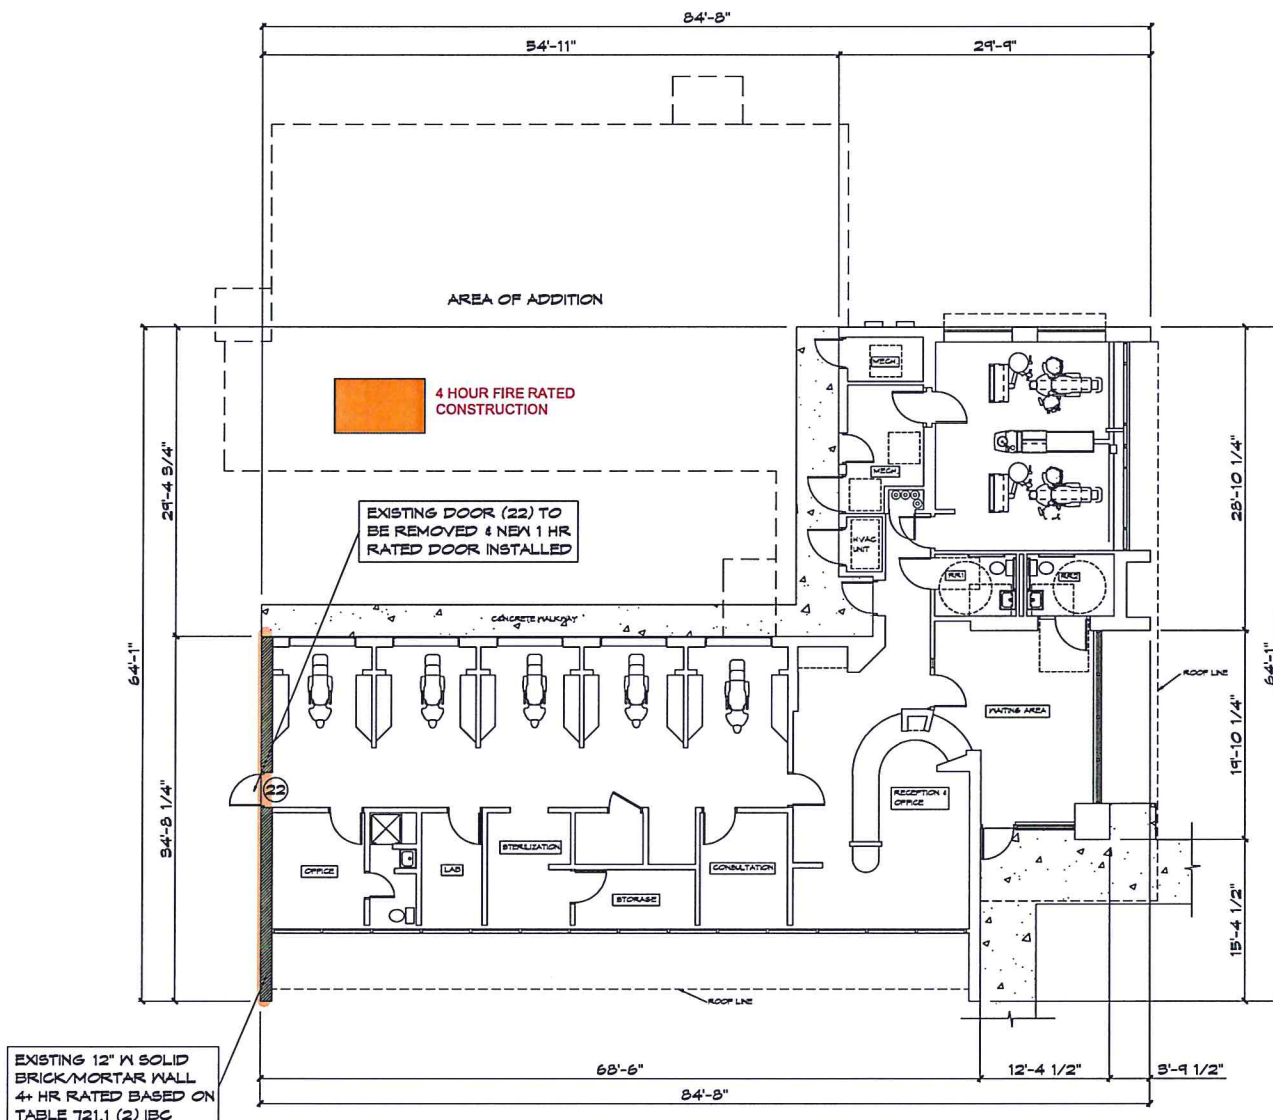 84'-8"
54'-11"
29'-9"
AREA OF ADDITION
4 HOUR FIRE RATED
CONSTRUCTION
MECH
29'-4 3/4"
28'-10 1/4"
MECH
EXISTING DOOR (22) TO
BE REMOVED & NEW 1 HR
RATED DOOR INSTALLED
HVAC
UNIT
RR1
RR2
CONCRETE WALKWAY
64'-1"
64'-1"
ROOF LINE
WAITING AREA
19'-10 1/4"
22
34'-8 1/4"
RECEPTION &
OFFICE
STERILIZATION
OFFICE
LAB
CONSULTATION
STORAGE
15'-4 1/2"
ROOF LINE
EXISTING 12" W SOLID
BRICK/MORTAR WALL
4+ HR RATED BASED ON
TABLE 721.1 (2) IBC
68'-6"
12'-4 1/2"
3'-9 1/2"
84'-8"